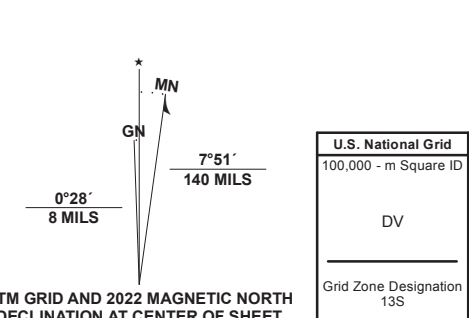 ★
MN
GN
7°51´
140 MILS
0°28´
8 MILS
TM GRID AND 2022 MAGNETIC NORTH
DECLINATION AT CENTER OF SHEET
U.S. National Grid
100,000 - m Square ID
DV
Grid Zone Designation
13S